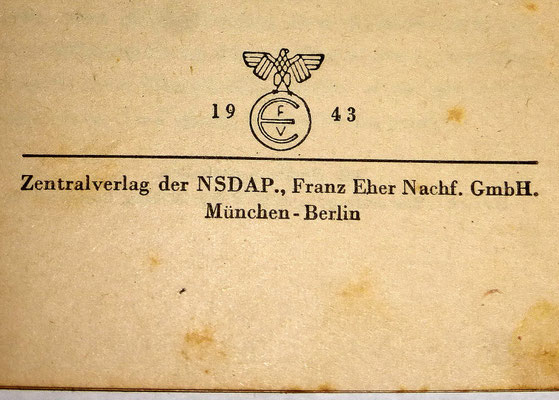 19 43
F
E
V
Zentralverlag der NSDAP., Franz Eher Nachf. GmbH.
München-Berlin